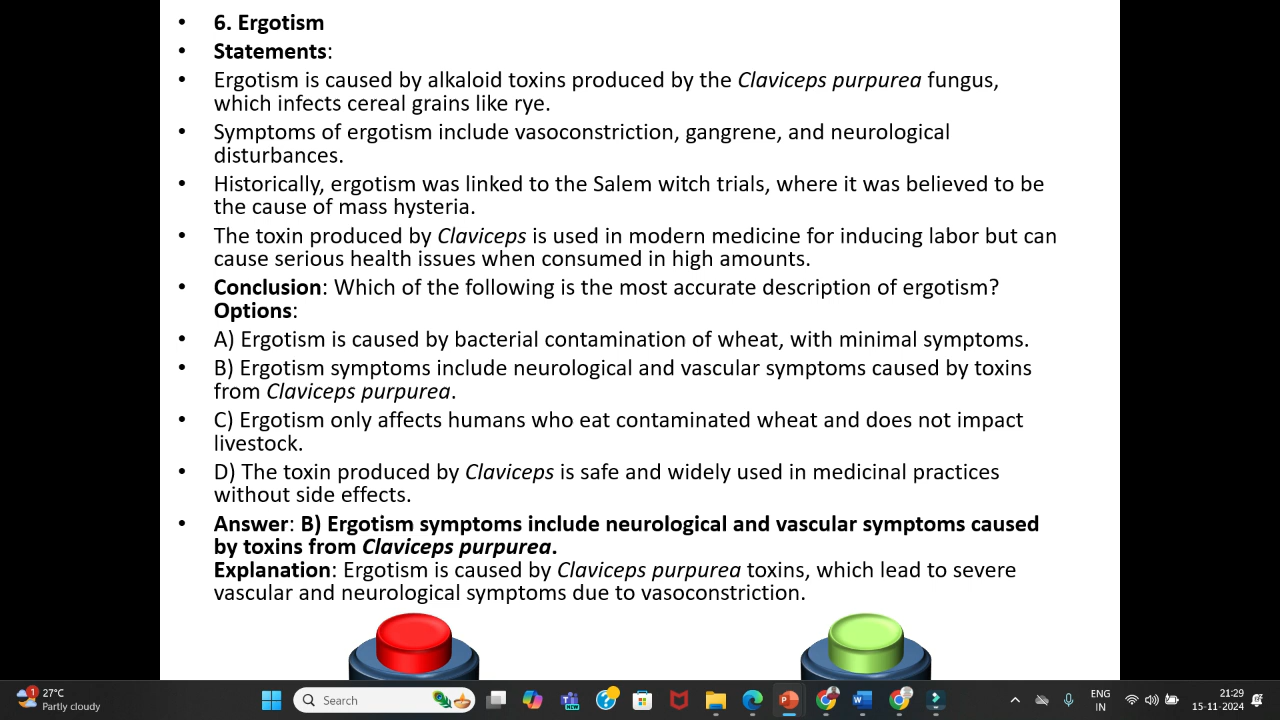 • 6. Ergotism
• Statements:
• Ergotism is caused by alkaloid toxins produced by the Claviceps purpurea fungus,
which infects cereal grains like rye.
• Symptoms of ergotism include vasoconstriction, gangrene, and neurological
disturbances.
• Historically, ergotism was linked to the Salem witch trials, where it was believed to be
the cause of mass hysteria.
• The toxin produced by Claviceps is used in modern medicine for inducing labor but can
cause serious health issues when consumed in high amounts.
• Conclusion: Which of the following is the most accurate description of ergotism?
Options:
• A) Ergotism is caused by bacterial contamination of wheat, with minimal symptoms.
• B) Ergotism symptoms include neurological and vascular symptoms caused by toxins
from Claviceps purpurea.
• C) Ergotism only affects humans who eat contaminated wheat and does not impact
livestock.
• D) The toxin produced by Claviceps is safe and widely used in medicinal practices
without side effects.
• Answer: B) Ergotism symptoms include neurological and vascular symptoms caused
by toxins from Claviceps purpurea.
Explanation: Ergotism is caused by Claviceps purpurea toxins, which lead to severe
vascular and neurological symptoms due to vasoconstriction.
1
27°C
Partly cloudy
Search
ENG
IN
21:29
15-11-2024